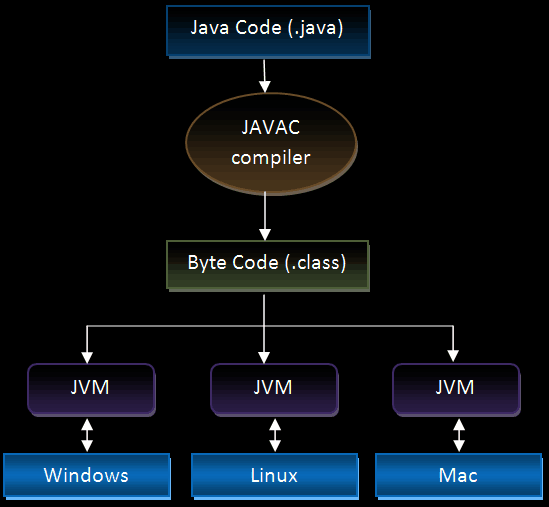 Java Code (.java)
JAVAC
compiler
Byte Code (.class)
JVM
JVM
JVM
Windows
Linux
Mac